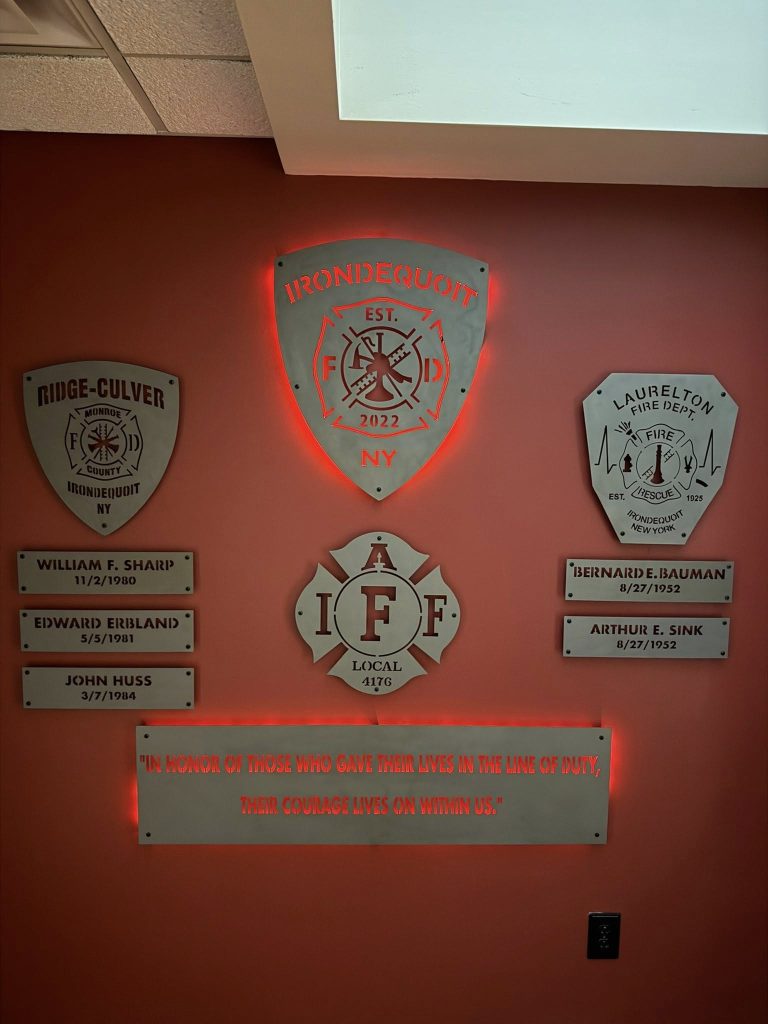 IRONDEQUOIT
EST.
F D
2022
NY
RIDGE-CULVER
MONROE
F D
COUNTY
IRONDEQUOIT
NY
WILLIAM F. SHARP
11/2/1980
EDWARD ERBLAND
5/5/1981
JOHN HUSS
3/7/1984
A
I F F
LOCAL
4176
LAURELTON
FIRE DEPT.
FIRE
RESCUE
EST. 1925
IRONDEQUOIT
NEW YORK
BERNARD E. BAUMAN
8/27/1952
ARTHUR E. SINK
8/27/1952
"IN HONOR OF THOSE WHO GAVE THEIR LIVES IN THE LINE OF DUTY,
THEIR COURAGE LIVES ON WITHIN US."